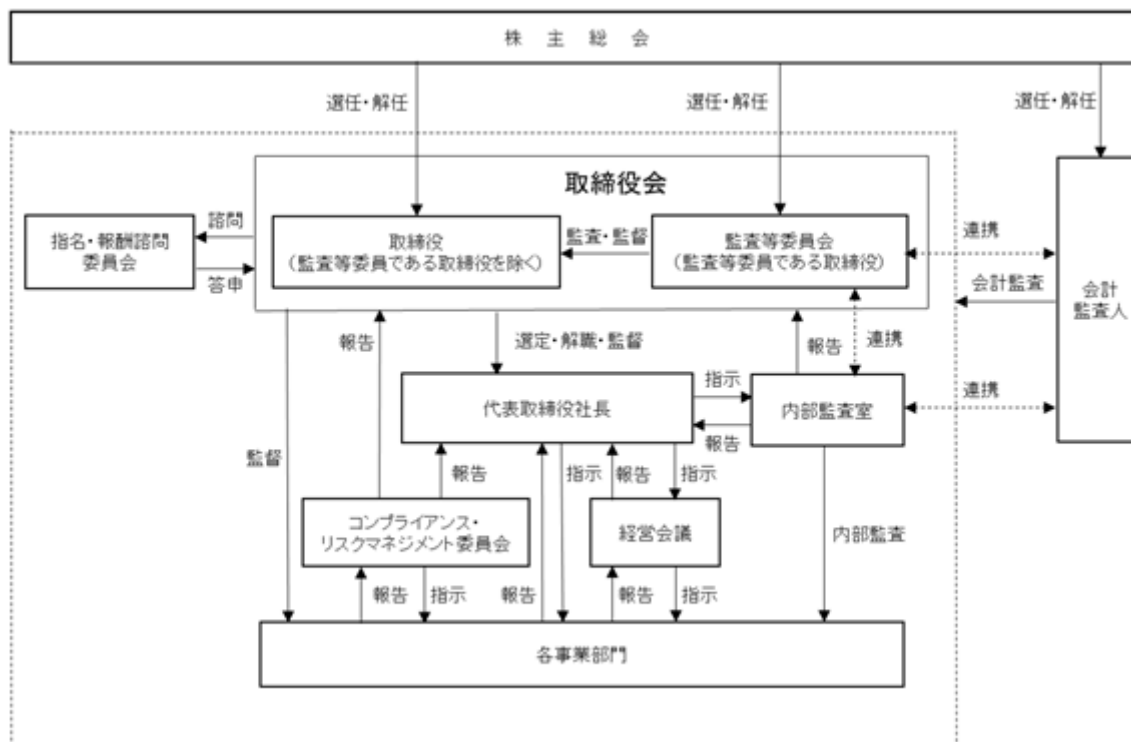 株主総会
選任・解任
選任・解任
選任・解任
取締役会
指名・報酬諮問
委員会
諮問
答申
取締役
(監査等委員である取締役を除く)
監査・監督
監査等委員会
(監査等委員である取締役)
連携
会計監査
会計
監査人
報告
選定・解職・監督
報告
連携
代表取締役社長
指示
報告
内部監査室
連携
監督
報告
報告
指示
報告
指示
コンプライアンス・
リスクマネジメント委員会
経営会議
内部監査
報告
指示
報告
報告
指示
各事業部門